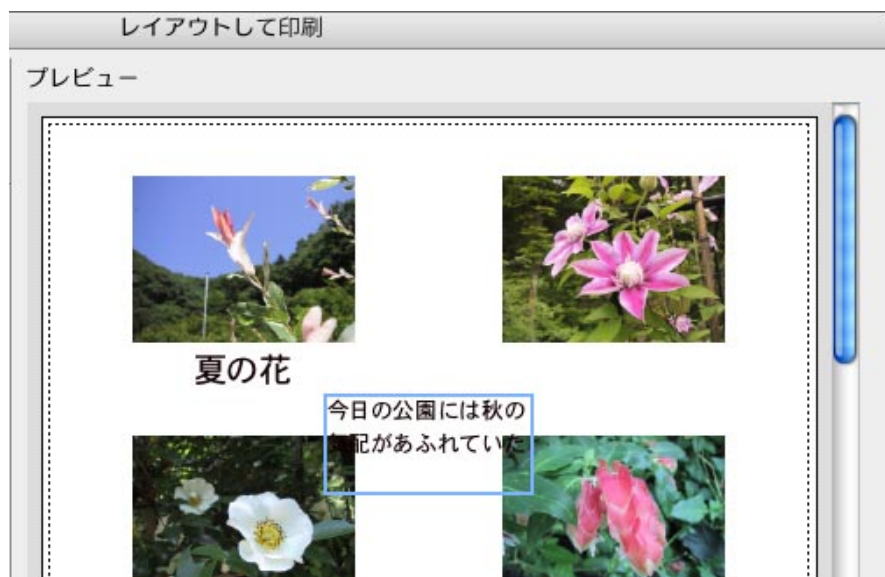 レイアウトして印刷
プレビュー
夏の花
今日の公園には秋の
気配があふれていた